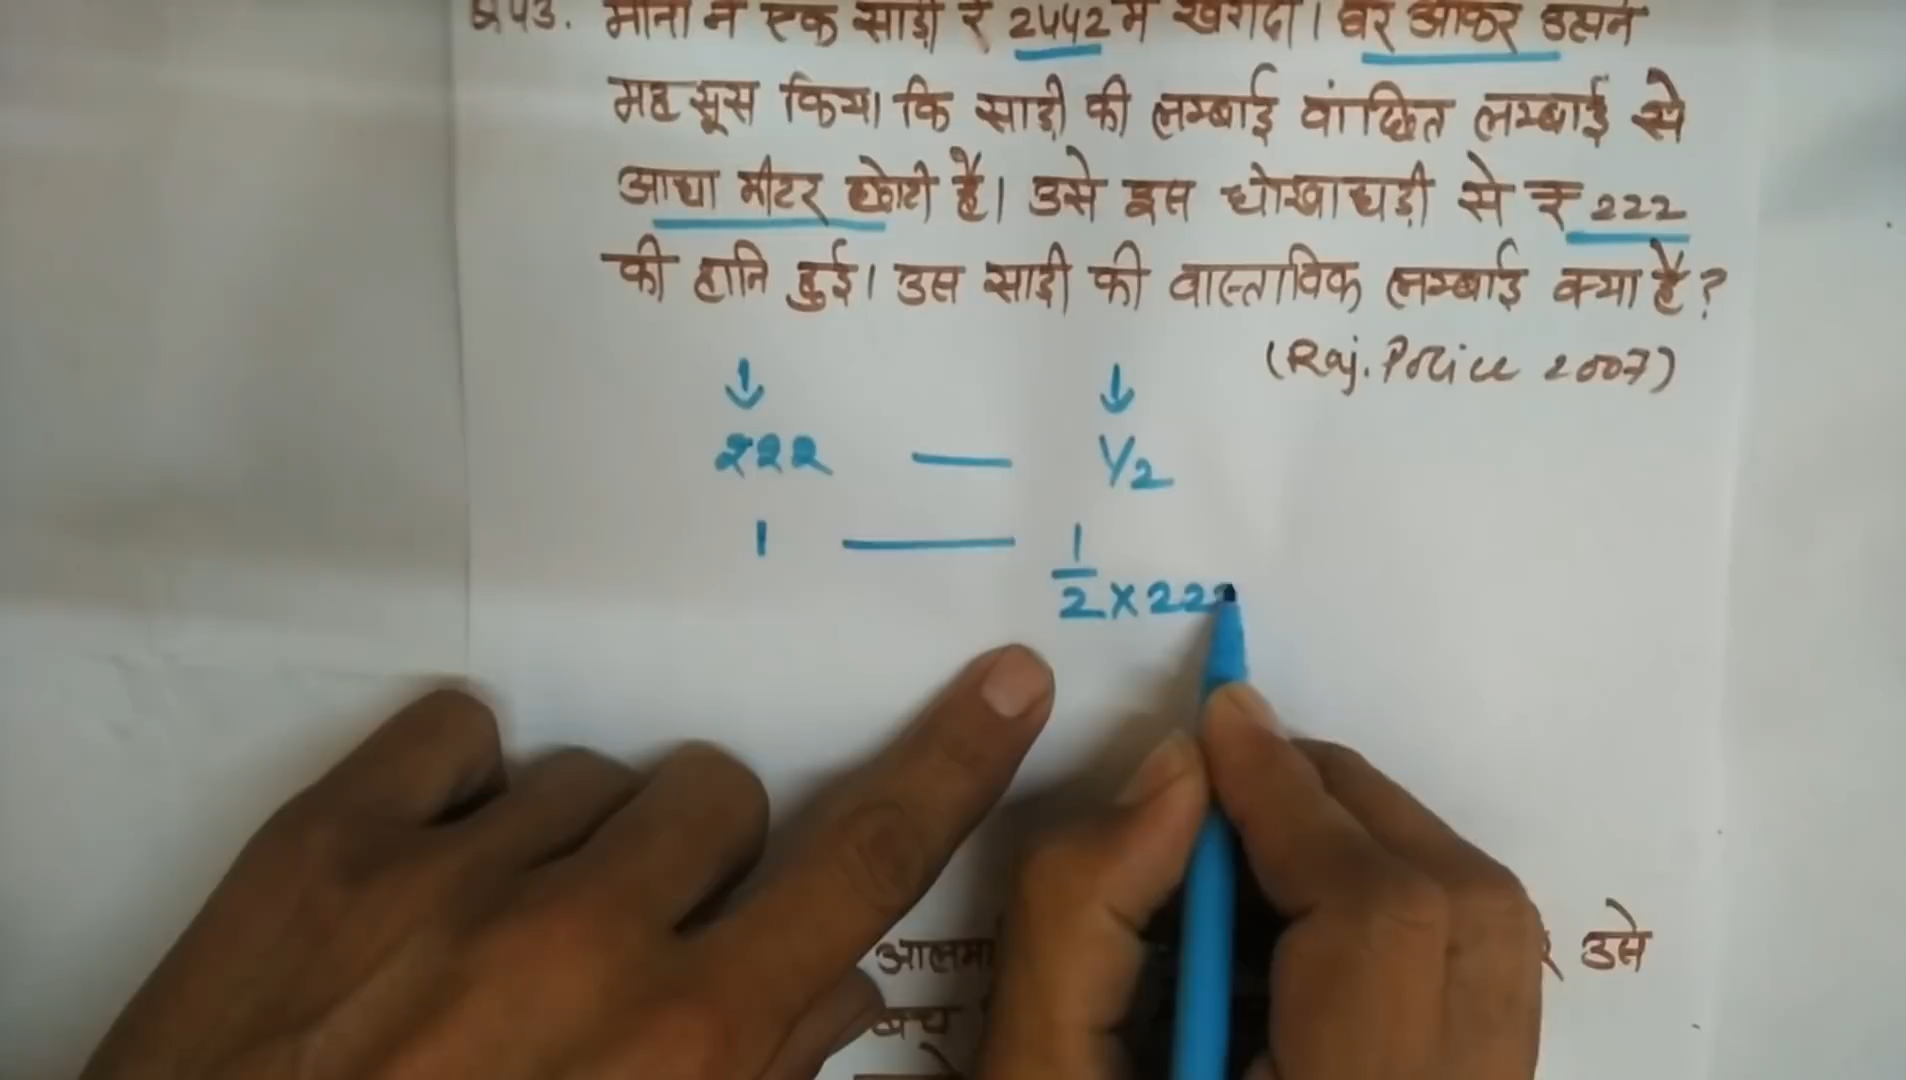 प्र५३. मीना ने एक साड़ी ₹ 2442 में खरीदी। घर आकर उसने
महसूस किया कि साड़ी की लम्बाई वांछित लम्बाई से
आधा मीटर छोटी है। उसे इस धोखाधड़ी से ₹ 222
की हानि हुई। उस साड़ी की वास्तविक लम्बाई क्या है?
(Raj. Police 2007)
↓ ↓
222 — 1/2
1 — 1/2×222
उसे